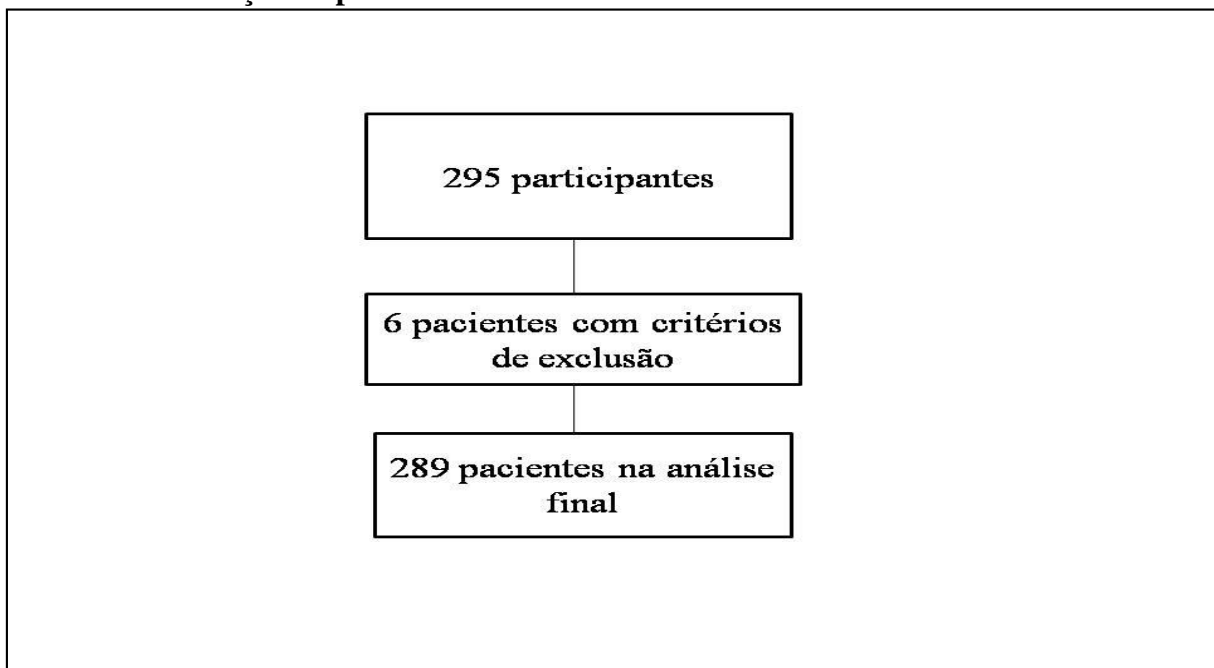 295 participantes
6 pacientes com critérios
de exclusão
289 pacientes na análise
final